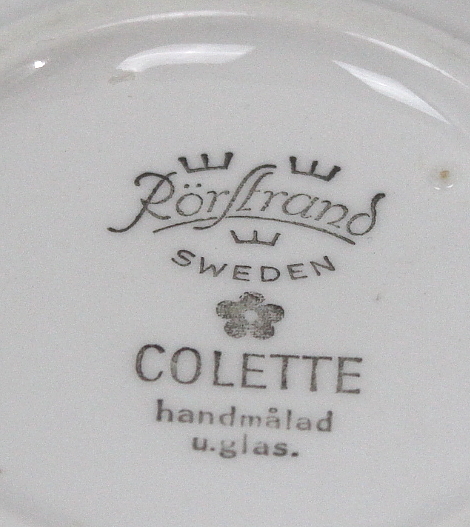 Rörstrand
SWEDEN
COLETTE
handmålad
u.glas.